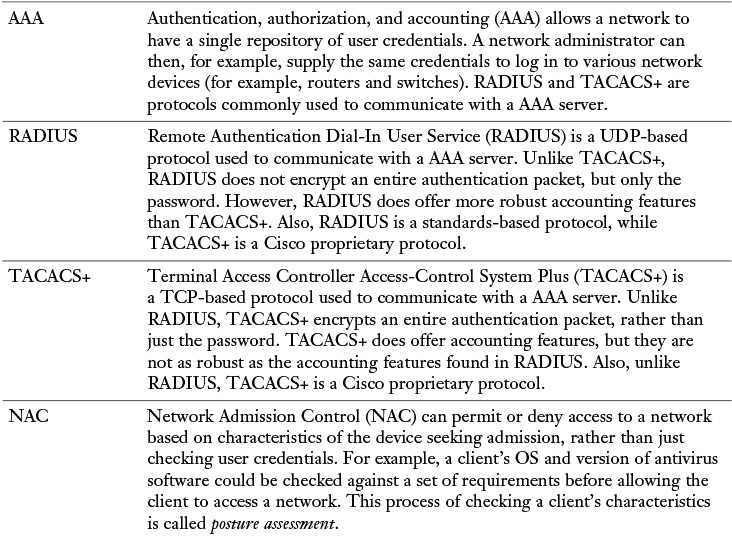 AAA
Authentication, authorization, and accounting (AAA) allows a network to
have a single repository of user credentials. A network administrator can
then, for example, supply the same credentials to log in to various network
devices (for example, routers and switches). RADIUS and TACACS+ are
protocols commonly used to communicate with a AAA server.
RADIUS
Remote Authentication Dial-In User Service (RADIUS) is a UDP-based
protocol used to communicate with a AAA server. Unlike TACACS+,
RADIUS does not encrypt an entire authentication packet, but only the
password. However, RADIUS does offer more robust accounting features
than TACACS+. Also, RADIUS is a standards-based protocol, while
TACACS+ is a Cisco proprietary protocol.
TACACS+
Terminal Access Controller Access-Control System Plus (TACACS+) is
a TCP-based protocol used to communicate with a AAA server. Unlike
RADIUS, TACACS+ encrypts an entire authentication packet, rather than
just the password. TACACS+ does offer accounting features, but they are
not as robust as the accounting features found in RADIUS. Also, unlike
RADIUS, TACACS+ is a Cisco proprietary protocol.
NAC
Network Admission Control (NAC) can permit or deny access to a network
based on characteristics of the device seeking admission, rather than just
checking user credentials. For example, a client's OS and version of antivirus
software could be checked against a set of requirements before allowing the
client to access a network. This process of checking a client's characteristics
is called posture assessment.